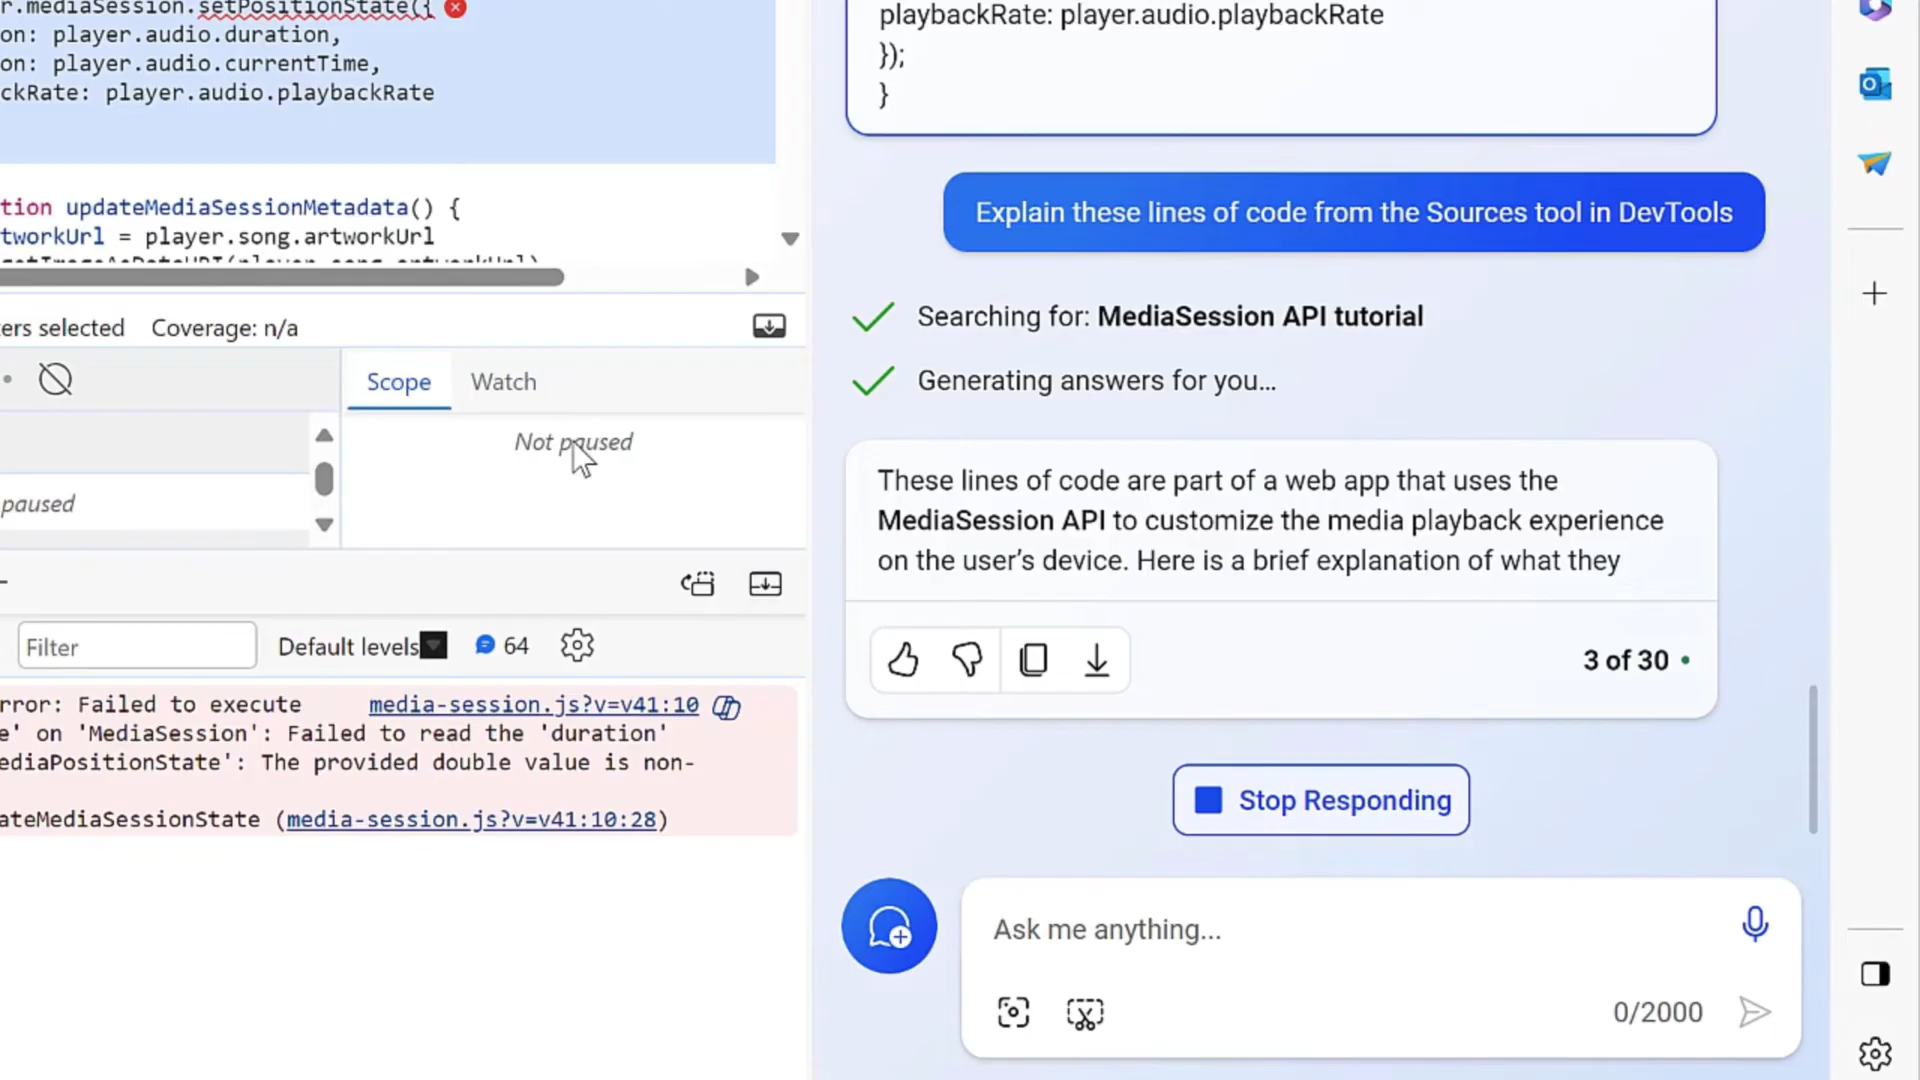 r.mediaSession.setPositionState({
on: player.audio.duration,
on: player.audio.currentTime,
ckRate: player.audio.playbackRate
tion updateMediaSessionMetadata() {
tworkUrl = player.song.artworkUrl
ers selected Coverage: n/a
Scope Watch
Not paused
paused
Filter Default levels 64
rror: Failed to execute media-session.js?v=v41:10
e' on 'MediaSession': Failed to read the 'duration'
ediaPositionState': The provided double value is non-
ateMediaSessionState (media-session.js?v=v41:10:28)
playbackRate: player.audio.playbackRate
});
}
Explain these lines of code from the Sources tool in DevTools
Searching for: MediaSession API tutorial
Generating answers for you...
These lines of code are part of a web app that uses the
MediaSession API to customize the media playback experience
on the user’s device. Here is a brief explanation of what they
3 of 30
Stop Responding
Ask me anything...
0/2000